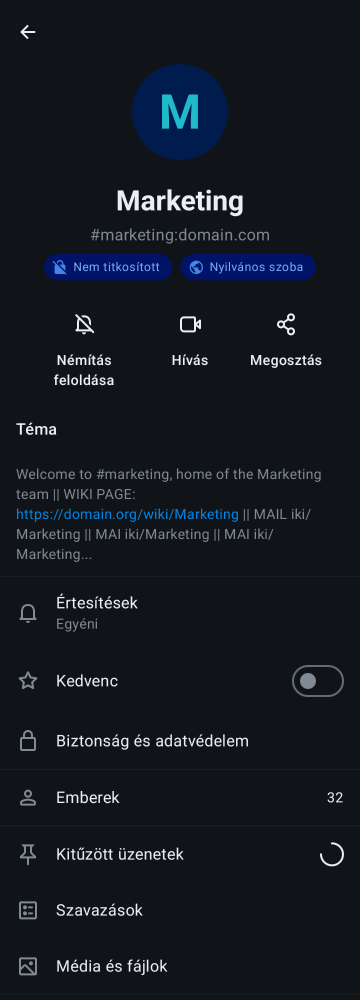 M
Marketing
#marketing:domain.com
Nem titkosított
Nyilvános szoba
Némítás
feloldása
Hívás
Megosztás
Téma
Welcome to #marketing, home of the Marketing
team || WIKI PAGE:
https://domain.org/wiki/Marketing || MAIL iki/
Marketing || MAI iki/Marketing || MAI iki/
Marketing...
Értesítések
Egyéni
Kedvenc
Biztonság és adatvédelem
Emberek 32
Kitűzött üzenetek
Szavazások
Média és fájlok